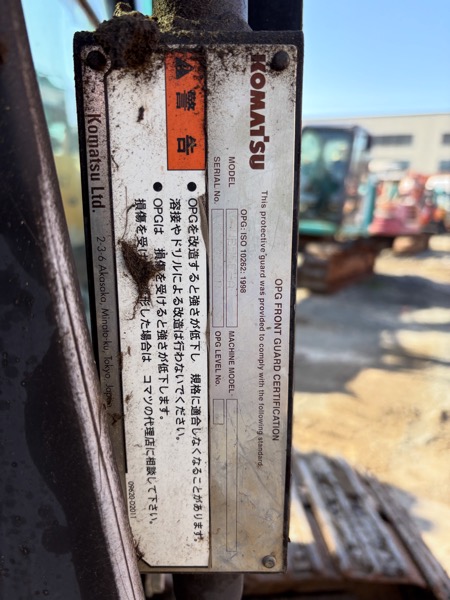 KOMATSU
OPG FRONT GUARD CERTIFICATION
This protective guard was provided to comply with the following standard.
OPG: ISO 10262: 1998
MODEL
MACHINE MODEL
SERIAL No.
OPG LEVEL No.
警告
● OPGを改造すると強さが低下し 規格に適合しなくなることがあります。
溶接やドリルによる改造は行わないでください。
● OPGは 損傷を受けると強さが低下します。
損傷を受け 形した場合は コマツの代理店に相談して下さい。
09620-D2011
Komatsu Ltd. 2-3-6 Akasaka, Minato-ku, Tokyo, Japan